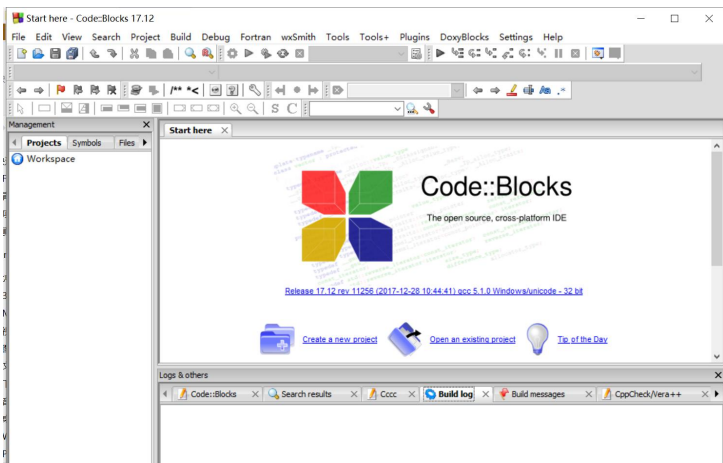 Start here - Code::Blocks 17.12
File Edit View Search Project Build Debug Fortran wxSmith Tools Tools+ Plugins DoxyBlocks Settings Help
/** *<
S C
Management
Projects Symbols Files
Workspace
Start here
Code::Blocks
The open source, cross-platform IDE
Release 17.12 rev 11256 (2017-12-28 10:44:41) gcc 5.1.0 Windows/unicode - 32 bit
Create a new project Open an existing project Tip of the Day
Logs & others
Code::Blocks Search results Cccc Build log Build messages CppCheck/Vera++